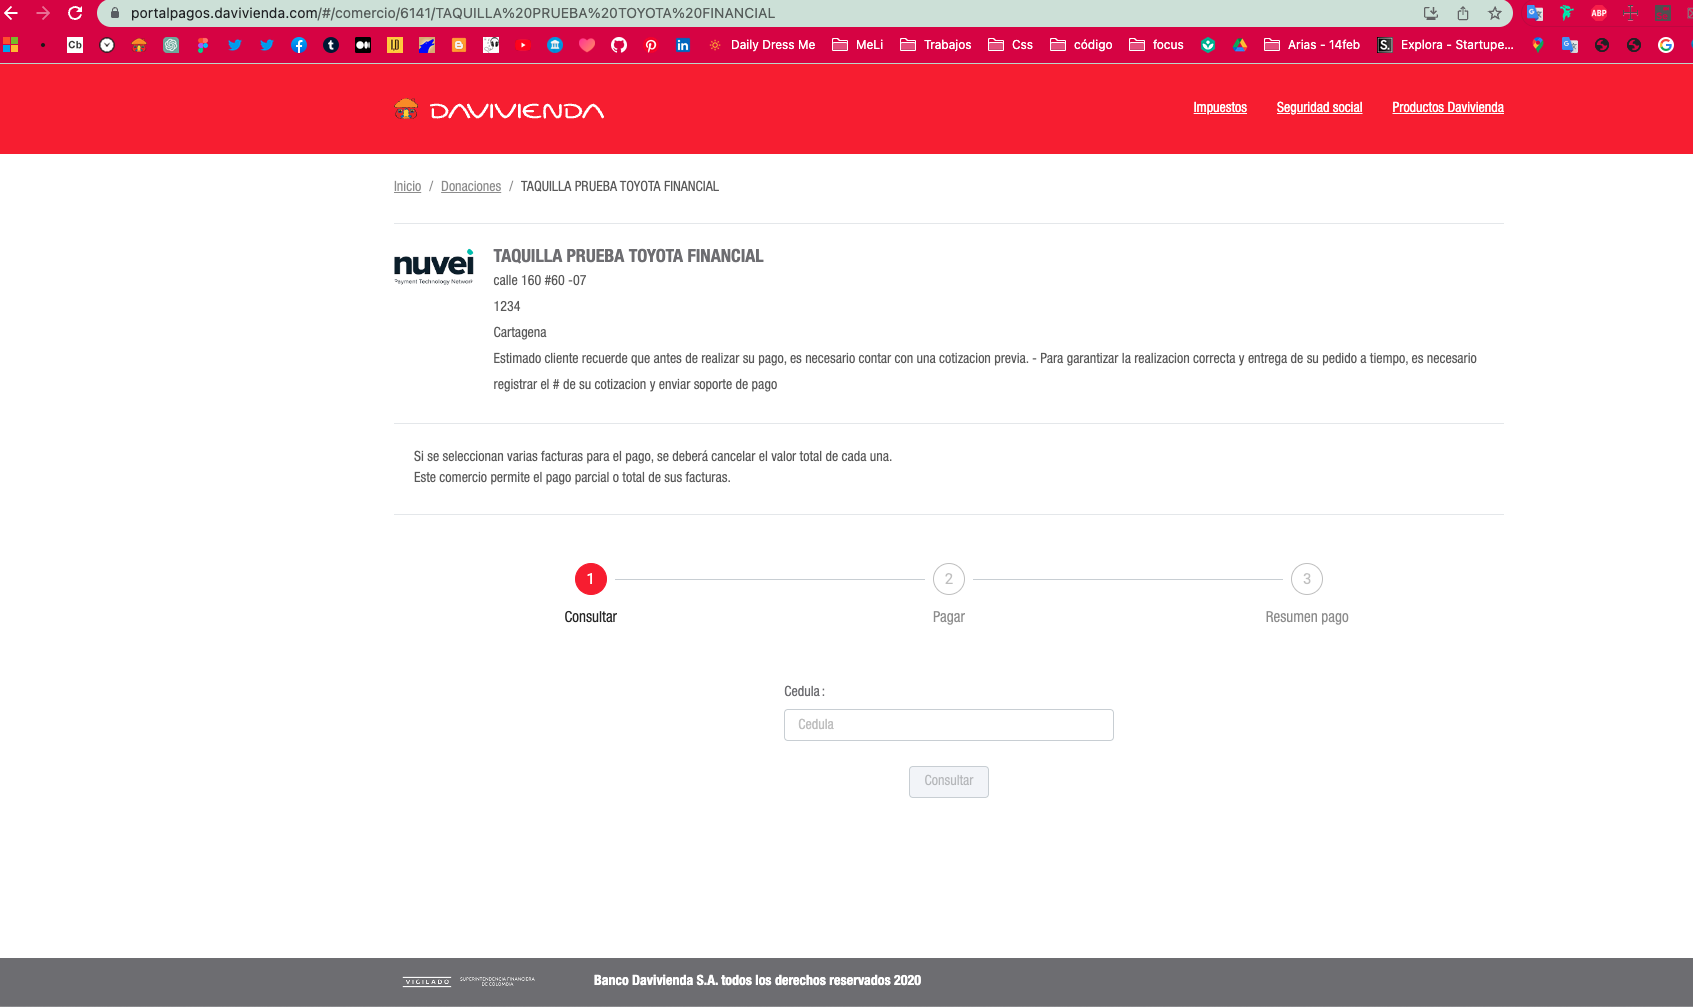 portalpagos.davivienda.com/#/comercio/6141/TAQUILLA%20PRUEBA%20TOYOTA%20FINANCIAL
ABP
Cb
Daily Dress Me
MeLi
Trabajos
Css
código
focus
Arias - 14feb
S.
Explora - Startupe...
DAVIVIENDA
Impuestos
Seguridad social
Productos Davivienda
Inicio / Donaciones / TAQUILLA PRUEBA TOYOTA FINANCIAL
nuvei
Payment Technology Network
TAQUILLA PRUEBA TOYOTA FINANCIAL
calle 160 #60 -07
1234
Cartagena
Estimado cliente recuerde que antes de realizar su pago, es necesario contar con una cotizacion previa. - Para garantizar la realizacion correcta y entrega de su pedido a tiempo, es necesario
registrar el # de su cotizacion y enviar soporte de pago
Si se seleccionan varias facturas para el pago, se deberá cancelar el valor total de cada una.
Este comercio permite el pago parcial o total de sus facturas.
1
2
3
Consultar
Pagar
Resumen pago
Cedula :
Cedula
Consultar
VIGILADO
SUPERINTENDENCIA FINANCIERA
DE COLOMBIA
Banco Davivienda S.A. todos los derechos reservados 2020